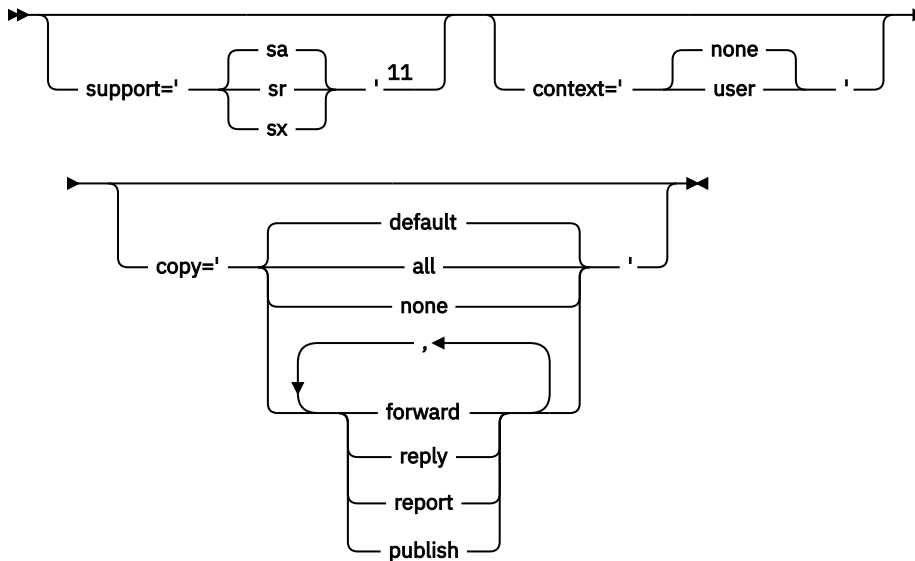 sa
none
support=' sr ' 11 context=' user '
sx
default
copy=' all '
none
,
forward
reply
report
publish